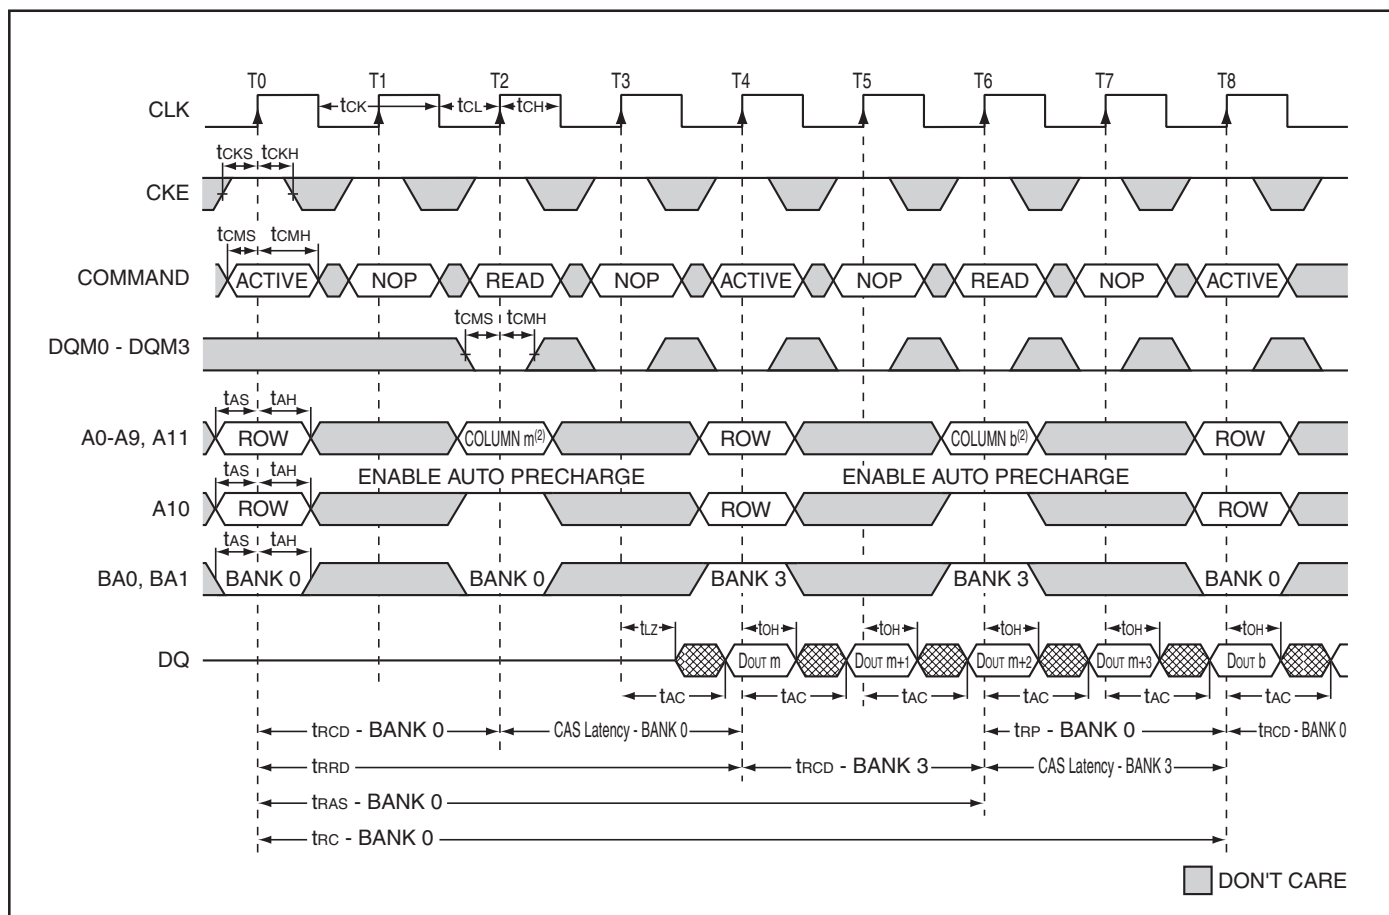 T0 T1 T2 T3 T4 T5 T6 T7 T8
CLK
tCK tCL tCH
tCKS tCKH
CKE
tCMS tCMH
COMMAND ACTIVE NOP READ NOP ACTIVE NOP READ NOP ACTIVE
tCMS tCMH
DQM0 - DQM3
tAS tAH
A0-A9, A11 ROW COLUMN m(2) ROW COLUMN b(2) ROW
tAS tAH ENABLE AUTO PRECHARGE ENABLE AUTO PRECHARGE
A10 ROW ROW ROW
tAS tAH
BA0, BA1 BANK 0 BANK 0 BANK 3 BANK 3 BANK 0
tLZ tOH tOH tOH tOH tOH
DQ DOUT m DOUT m+1 DOUT m+2 DOUT m+3 DOUT b
tAC tAC tAC tAC tAC tAC
tRCD - BANK 0 CAS Latency - BANK 0 tRP - BANK 0 tRCD - BANK 0
tRRD tRCD - BANK 3 CAS Latency - BANK 3
tRAS - BANK 0
tRC - BANK 0
DON'T CARE